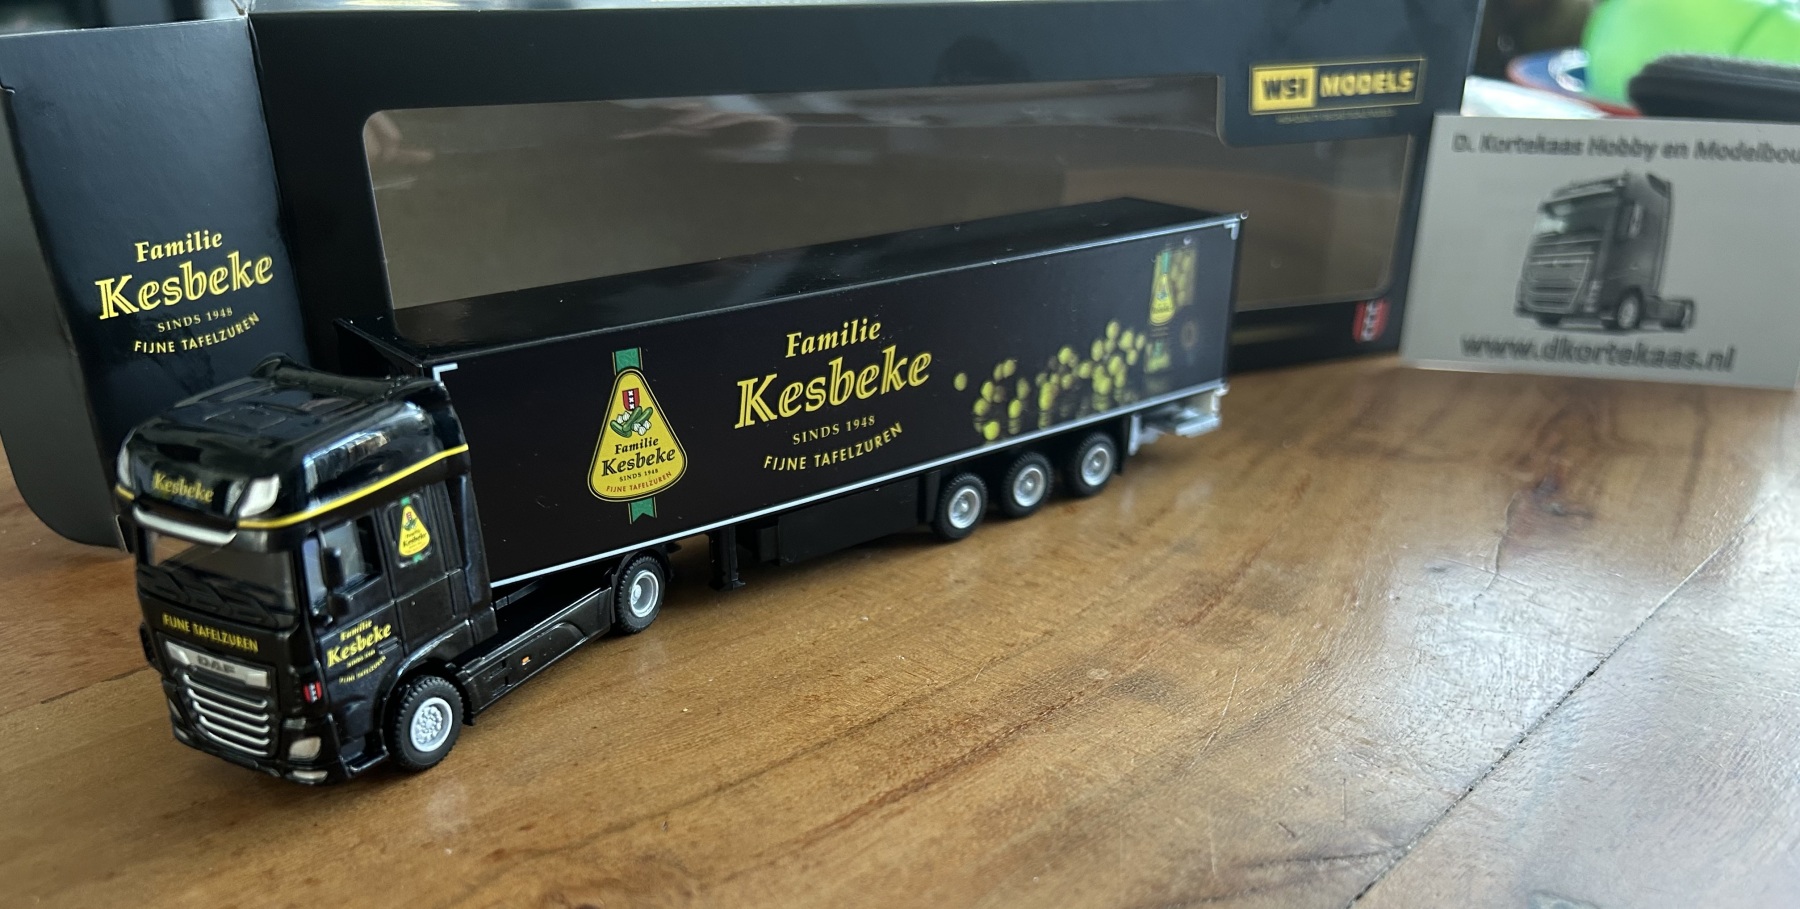 WSI MODELS
D. Kortekaas Hobby en Modelbou
www.dkortekaas.nl
Familie
Kesbeke
SINDS 1948
FIJNE TAFELZUREN
Familie
Kesbeke
SINDS 1948
FIJNE TAFELZUREN
Familie
Kesbeke
SINDS 1948
FIJNE TAFELZUREN
Kesbeke
FIJNE TAFELZUREN
DAF
Familie
Kesbeke